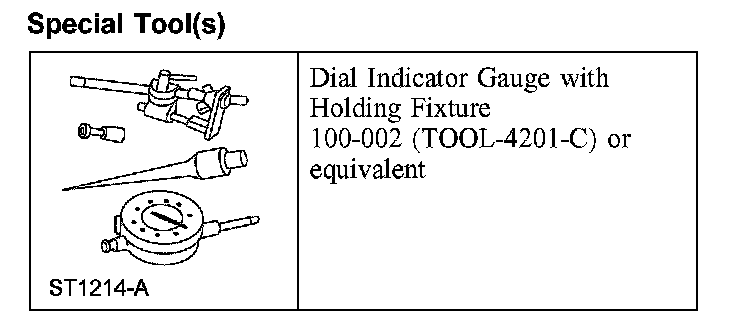 Special Tool(s)
Dial Indicator Gauge with
Holding Fixture
100-002 (TOOL-4201-C) or
equivalent
ST1214-A